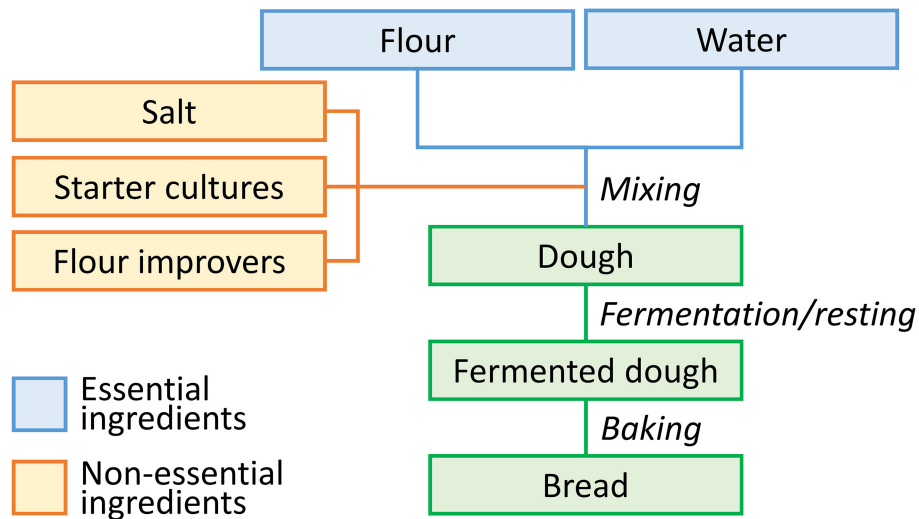 Flour
Water
Salt
Starter cultures
Flour improvers
Mixing
Dough
Fermentation/resting
Fermented dough
Baking
Bread
Essential
ingredients
Non-essential
ingredients